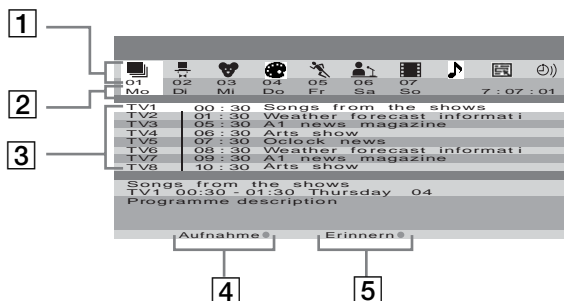 1
01 02 03 04 05 06 07
2
Mo Di Mi Do Fr Sa So 7 : 07 : 01
TV1 00 : 30 Songs from the shows
TV2 01 : 30 Weather forecast informati
TV3 05 : 30 A1 news magazine
3
TV4 06 : 30 Arts show
TV5 07 : 30 Oclock news
TV6 08 : 30 Weather forecast informati
TV7 09 : 30 A1 news magazine
TV8 10 : 30 Arts show
Songs from the shows
TV1 00:30 - 01:30 Thursday 04
Programme description
Aufnahme Erinnern
4 5